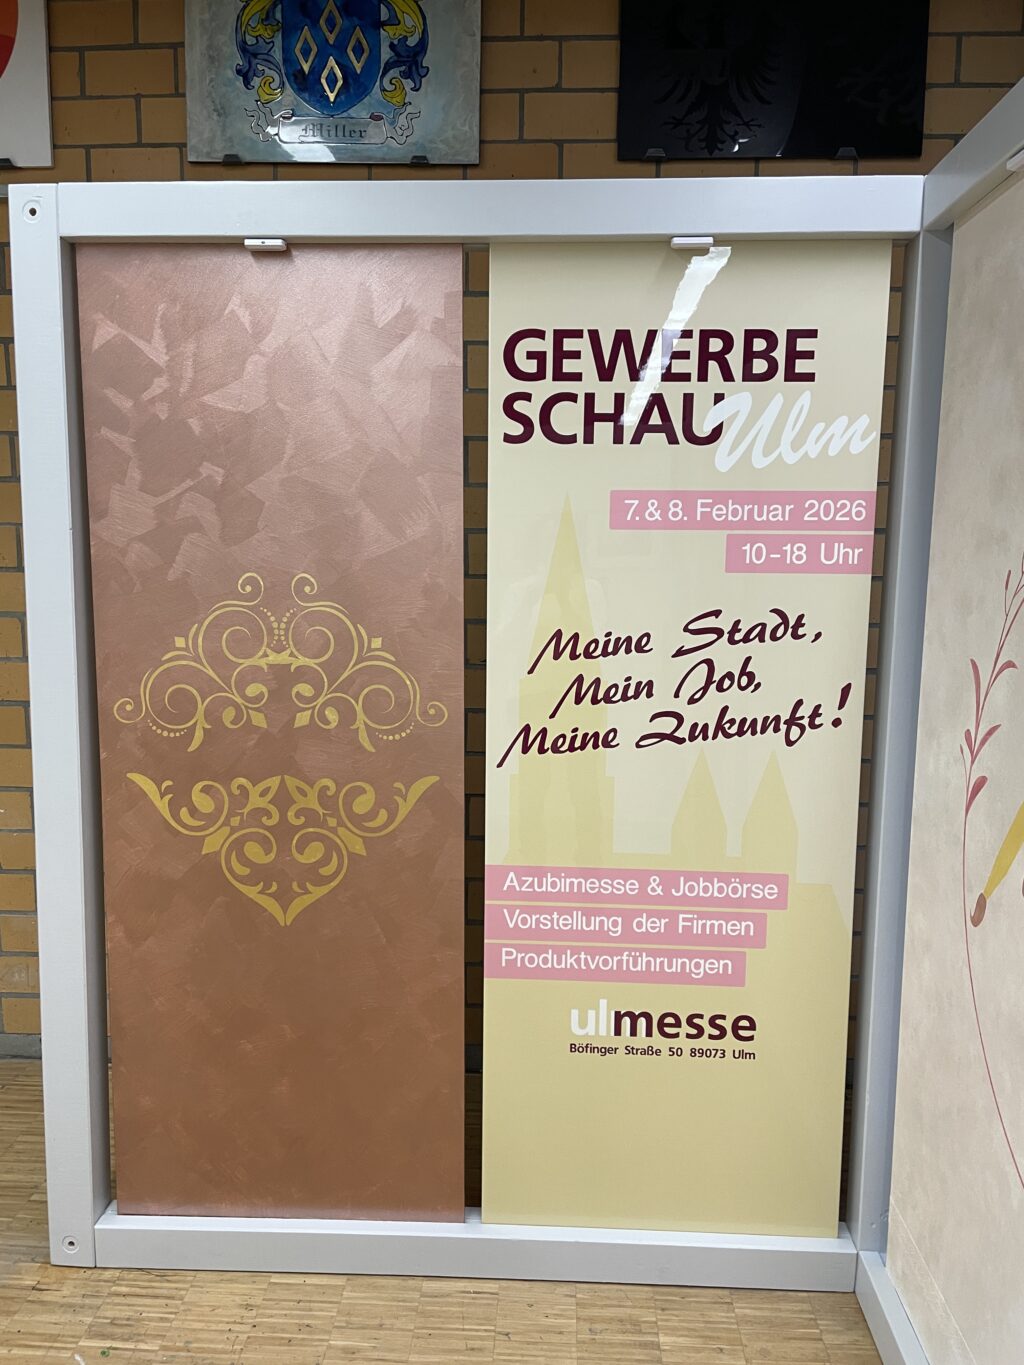 Miller
GEWERBE
SCHAU Ulm
7. & 8. Februar 2026
10-18 Uhr
Meine Stadt,
Mein Job,
Meine Zukunft!
Azubimesse & Jobbörse
Vorstellung der Firmen
Produktvorführungen
ulmesse
Böfinger Straße 50 89073 Ulm